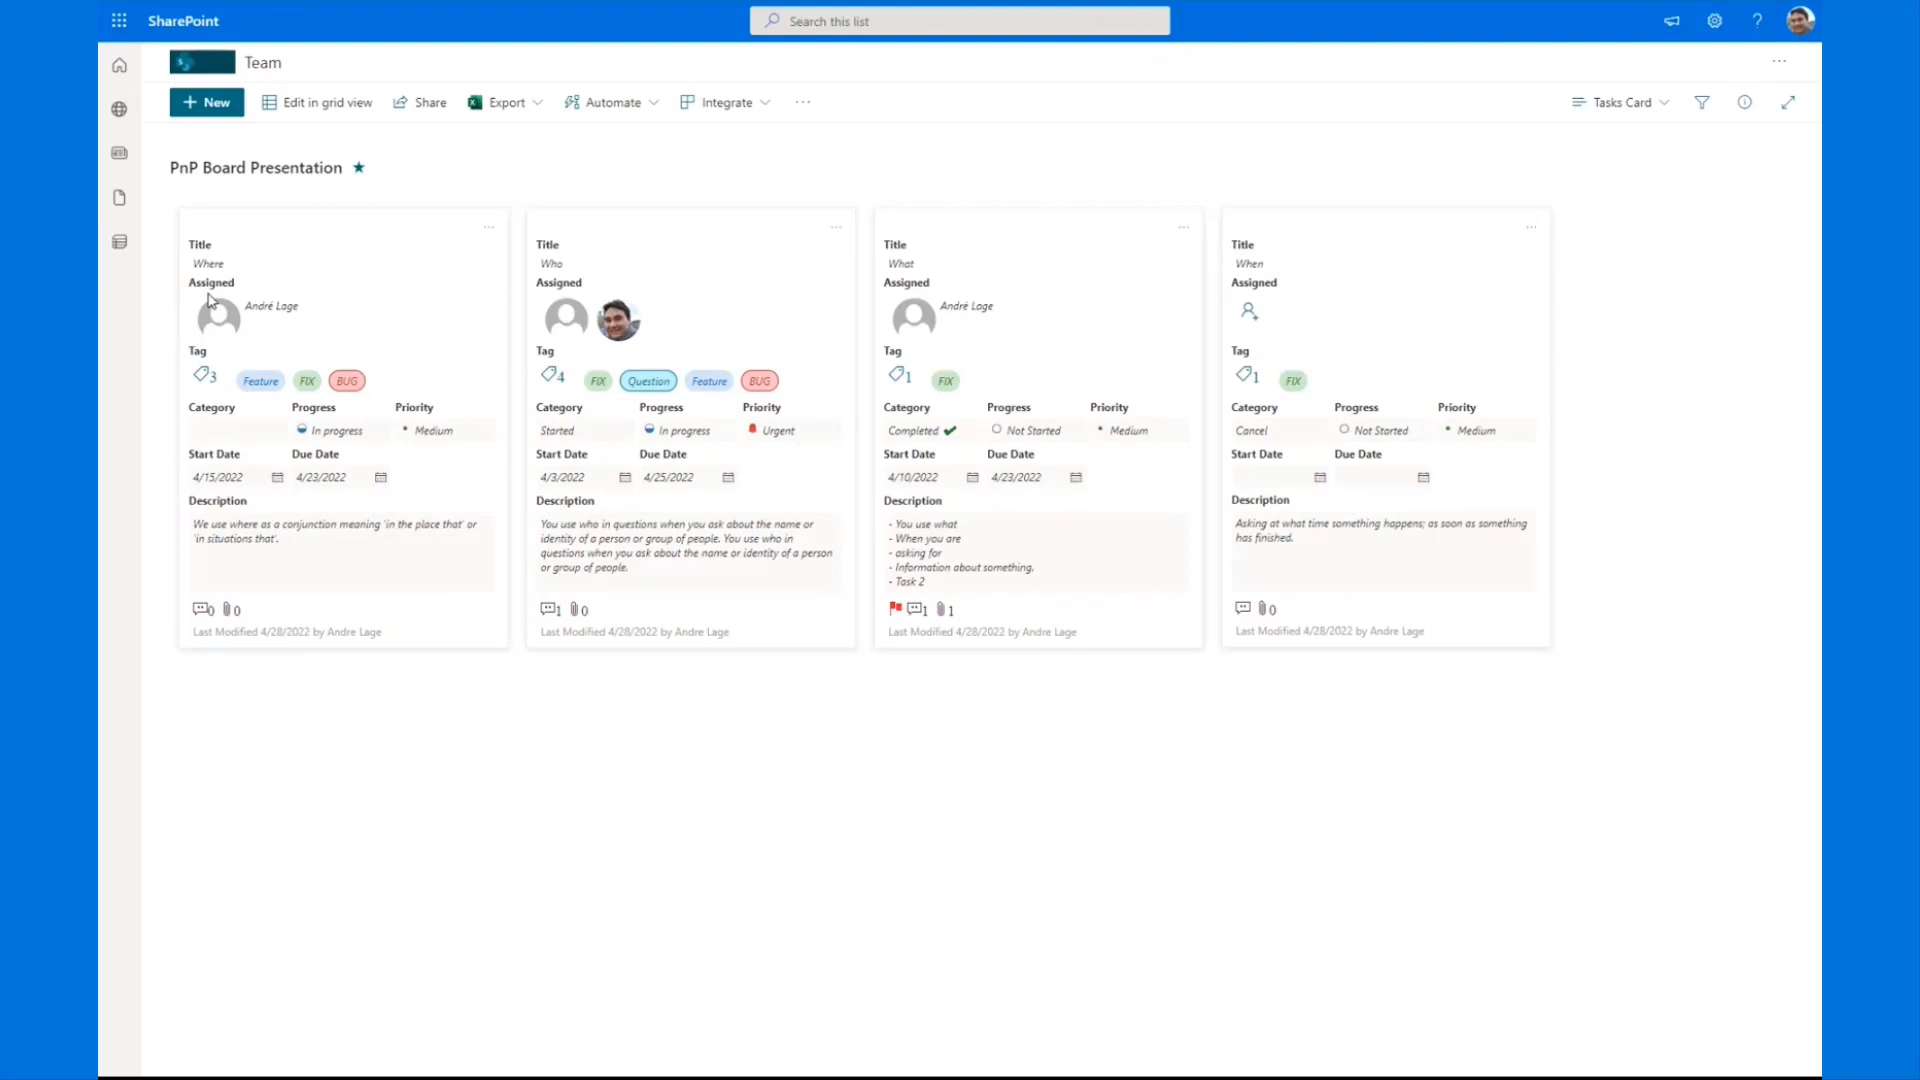 SharePoint
Search this list
Team
New Edit in grid view Share Export Automate Integrate
Tasks Card
PnP Board Presentation
Title
Where
Assigned
André Lage
Tag
3 Feature FIX BUG
Category Progress Priority
In progress Medium
Start Date Due Date
4/15/2022 4/23/2022
Description
We use where as a conjunction meaning 'in the place that' or
'in situations that'.
0 0
Last Modified 4/28/2022 by Andre Lage
Title
Who
Assigned
Tag
4 FIX Question Feature BUG
Category Progress Priority
Started In progress Urgent
Start Date Due Date
4/3/2022 4/25/2022
Description
You use who in questions when you ask about the name or
identity of a person or group of people. You use who in
questions when you ask about the name or identity of a person
or group of people.
1 0
Last Modified 4/28/2022 by Andre Lage
Title
What
Assigned
André Lage
Tag
1 FIX
Category Progress Priority
Completed Not Started Medium
Start Date Due Date
4/10/2022 4/23/2022
Description
- You use what
- When you are
- asking for
- Information about something.
- Task 2
1 1
Last Modified 4/28/2022 by Andre Lage
Title
When
Assigned
Tag
1 FIX
Category Progress Priority
Cancel Not Started Medium
Start Date Due Date
Description
Asking at what time something happens; as soon as something
has finished.
0
Last Modified 4/28/2022 by Andre Lage